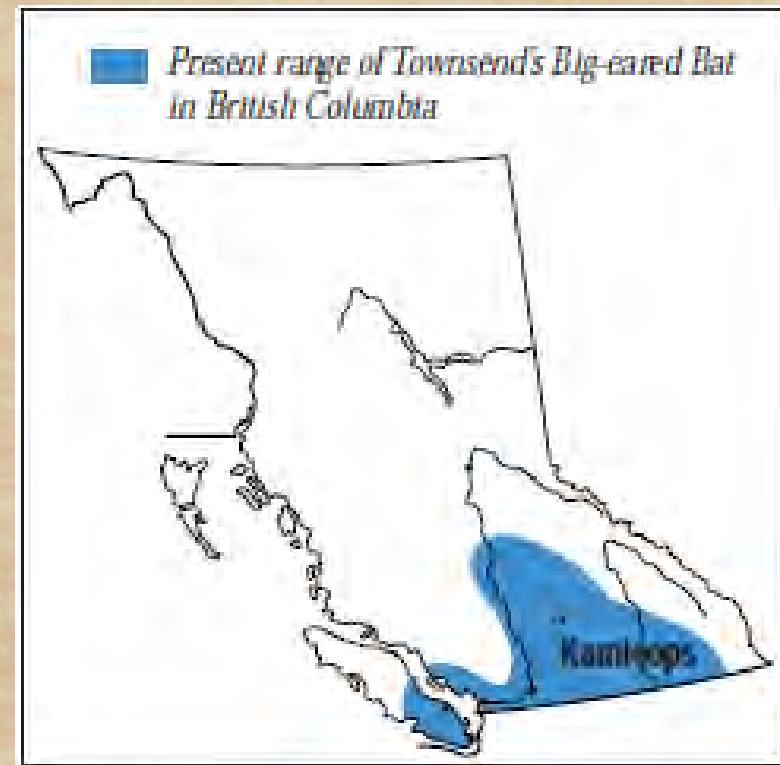 Present range of Townsend's Big-eared Bat
in British Columbia
Kamloops